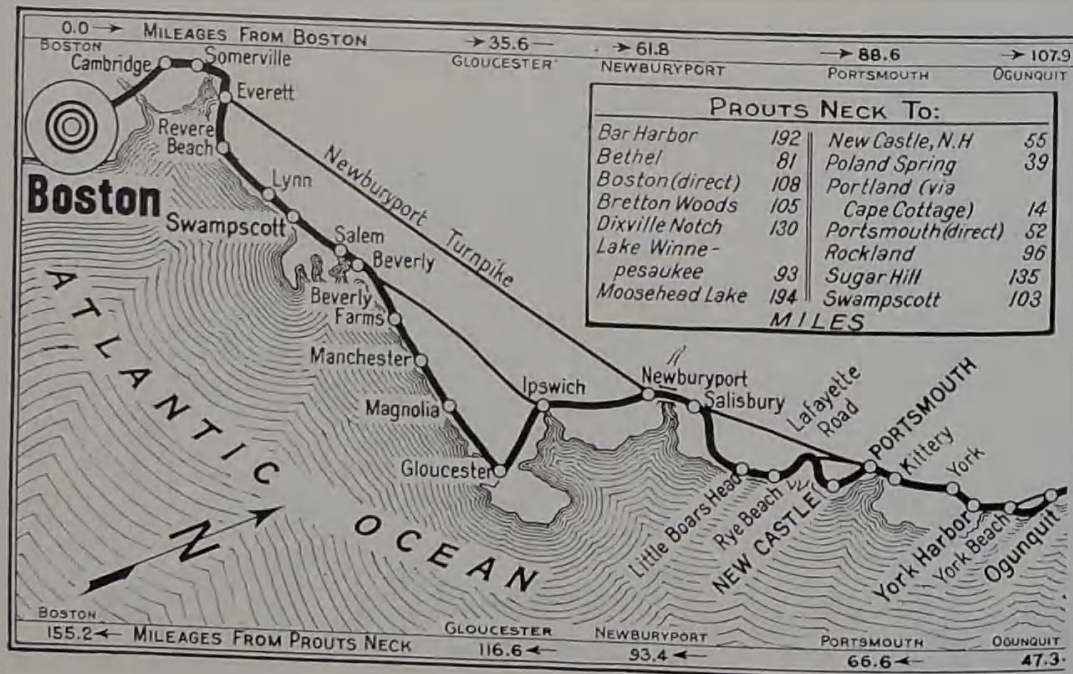 0.0 → MILEAGES FROM BOSTON → 35.6 → 61.8 → 88.6 → 107.9
BOSTON GLOUCESTER NEWBURYPORT PORTSMOUTH OGUNQUIT
Cambridge
Somerville
Everett
Revere
Beach
Boston
Lynn
Swampscott
Salem
Beverly
Beverly
Farms
Manchester
Magnolia
Gloucester
Ipswich
Newburyport Turnpike
Newburyport
Salisbury
Lafayette
Road
Little Boars Head
Rye Beach
NEW CASTLE
PORTSMOUTH
Kittery
York
York Harbor
York Beach
Ogunquit
PROUTS NECK TO:
Bar Harbor 192
Bethel 81
Boston (direct) 108
Bretton Woods 105
Dixville Notch 130
Lake Winne-
pesaukee 93
Moosehead Lake 194
New Castle, N.H 55
Poland Spring 39
Portland (via
Cape Cottage) 14
Portsmouth (direct) 52
Rockland 96
Sugar Hill 135
Swampscott 103
MILES
ATLANTIC
OCEAN
N
BOSTON GLOUCESTER NEWBURYPORT PORTSMOUTH OGUNQUIT
155.2 ← MILEAGES FROM PROUTS NECK 116.6 ← 93.4 ← 66.6 ← 47.3